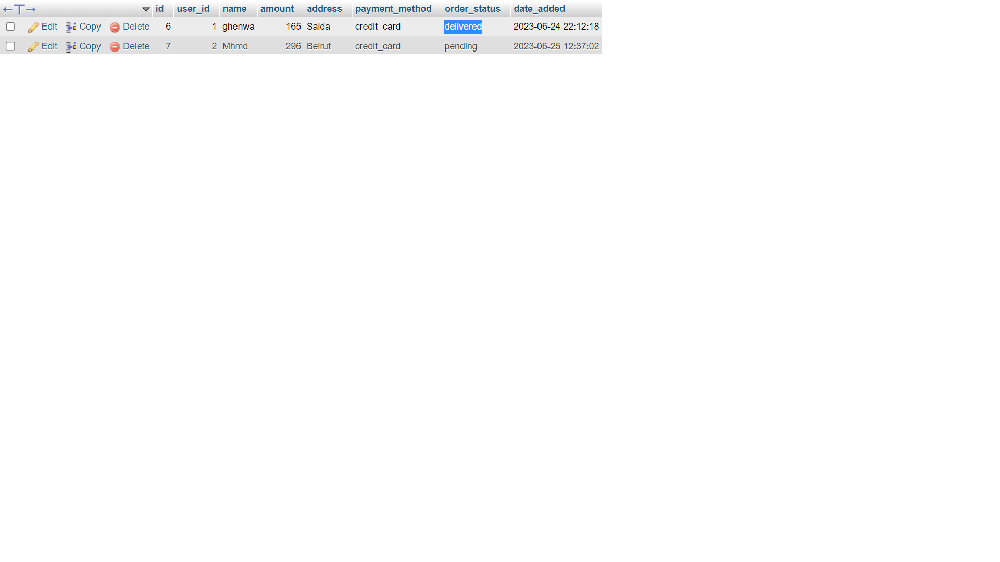 id user_id name amount address payment_method order_status date_added
Edit Copy Delete 6 1 ghenwa 165 Saida credit_card delivered 2023-06-24 22:12:18
Edit Copy Delete 7 2 Mhmd 296 Beirut credit_card pending 2023-06-25 12:37:02